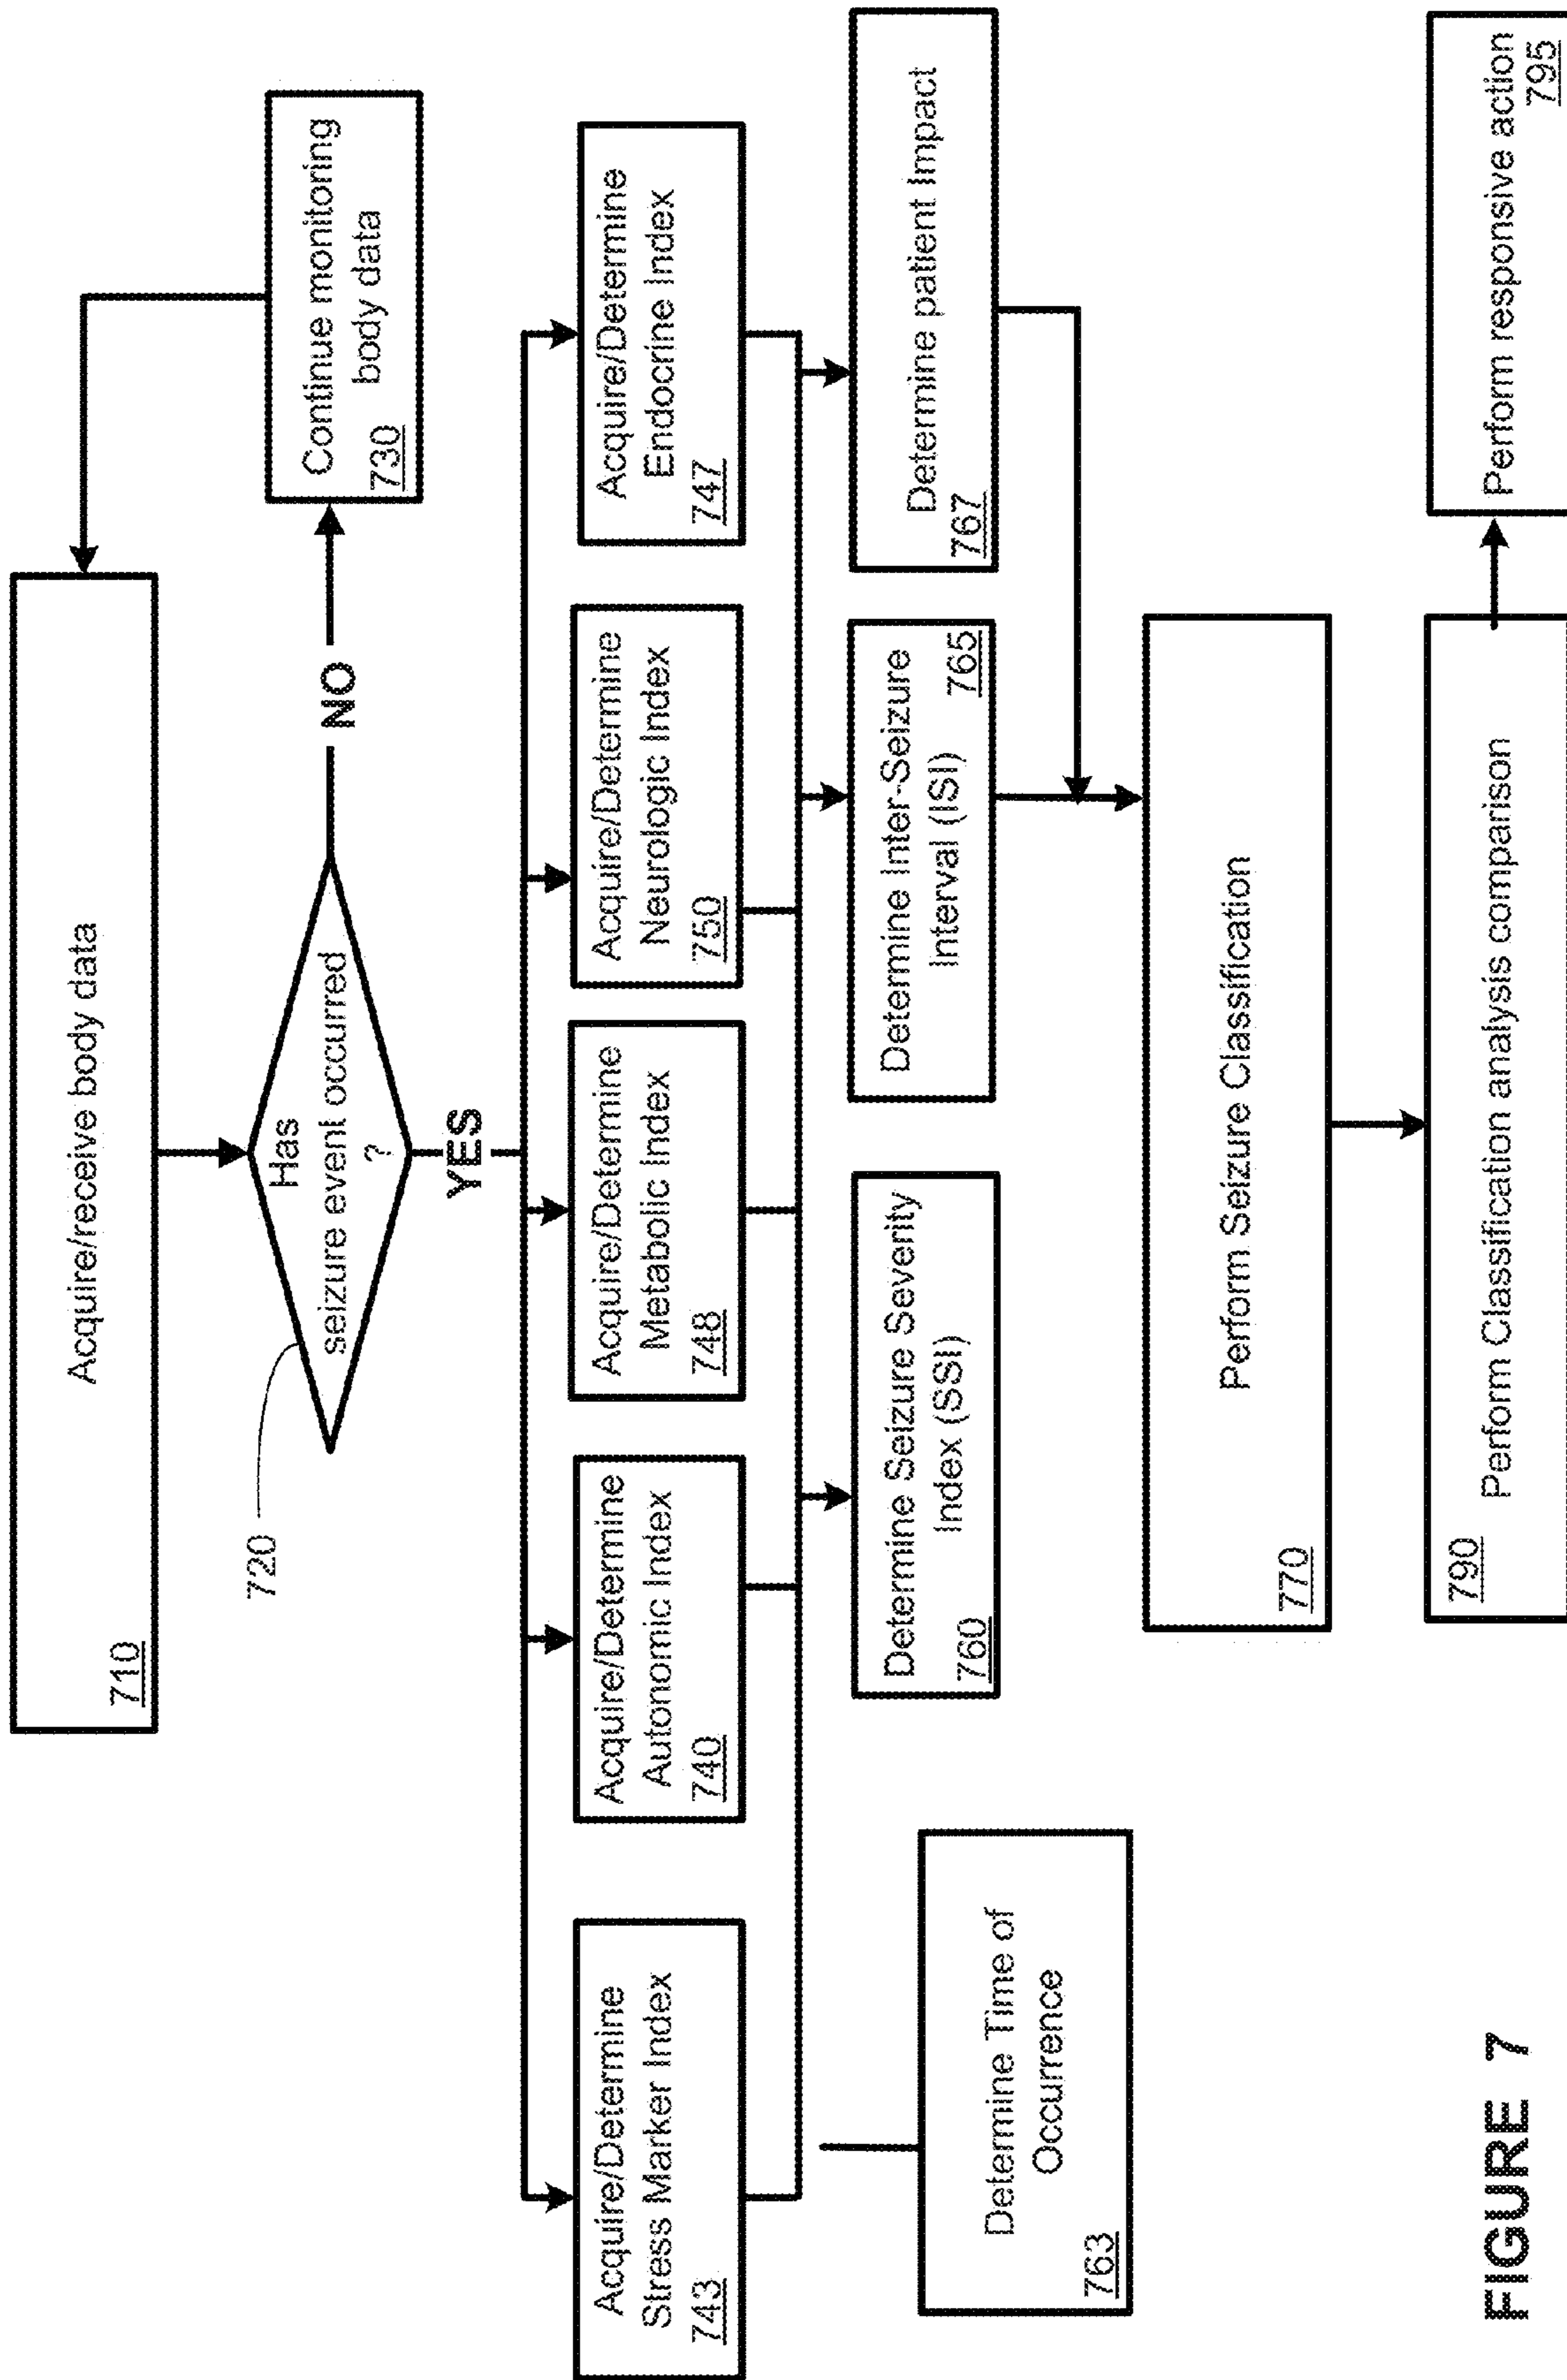 Acquire/receive body data
710
Has
seizure event occurred
?
720
NO
Continue monitoring
body data
730
YES
Acquire/Determine
Stress Marker Index
743
Acquire/Determine
Autonomic Index
740
Acquire/Determine
Metabolic Index
748
Acquire/Determine
Neurologic Index
750
Acquire/Determine
Endocrine Index
747
Determine Time of
Occurrence
763
Determine Seizure Severity
Index (SSI)
760
Determine Inter-Seizure
Interval (ISI)
765
Determine patient Impact
767
Perform Seizure Classification
770
Perform Classification analysis comparison
790
Perform responsive action
795
FIGURE 7